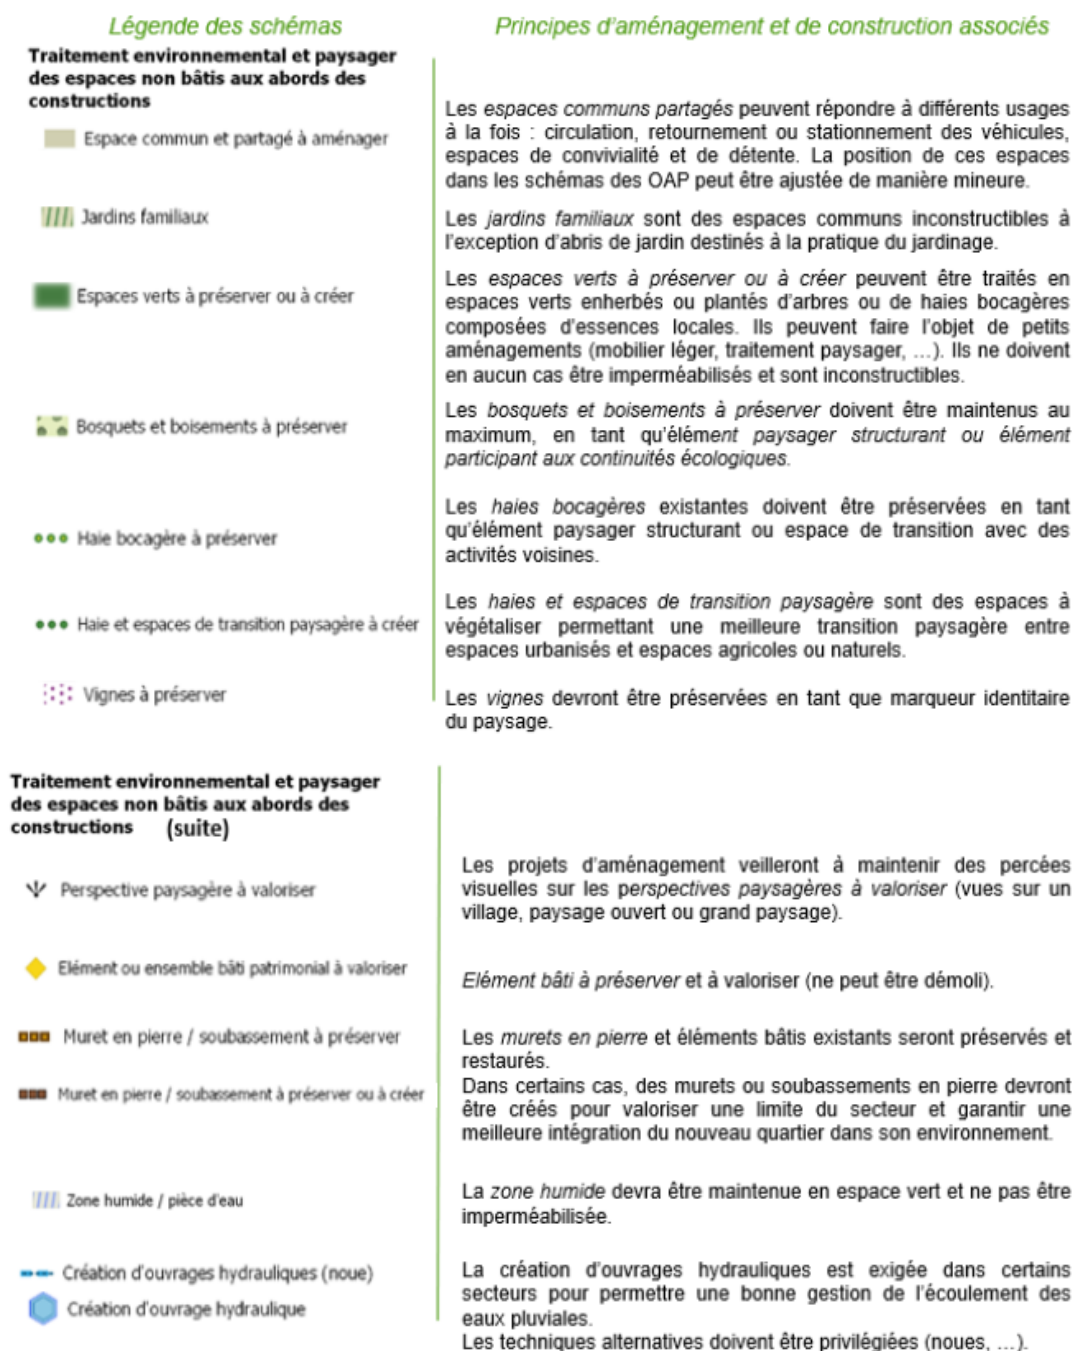 Légende des schémas
Principes d'aménagement et de construction associés
Traitement environnemental et paysager
des espaces non bâtis aux abords des
constructions
Espace commun et partagé à aménager
Les espaces communs partagés peuvent répondre à différents usages
à la fois : circulation, retournement ou stationnement des véhicules,
espaces de convivialité et de détente. La position de ces espaces
dans les schémas des OAP peut être ajustée de manière mineure.
Jardins familiaux
Les jardins familiaux sont des espaces communs inconstructibles à
l'exception d'abris de jardin destinés à la pratique du jardinage.
Espaces verts à préserver ou à créer
Les espaces verts à préserver ou à créer peuvent être traités en
espaces verts enherbés ou plantés d'arbres ou de haies bocagères
composées d'essences locales. Ils peuvent faire l'objet de petits
aménagements (mobilier léger, traitement paysager, ...). Ils ne doivent
en aucun cas être imperméabilisés et sont inconstructibles.
Bosquets et boisements à préserver
Les bosquets et boisements à préserver doivent être maintenus au
maximum, en tant qu'élément paysager structurant ou élément
participant aux continuités écologiques.
Haie bocagère à préserver
Les haies bocagères existantes doivent être préservées en tant
qu'élément paysager structurant ou espace de transition avec des
activités voisines.
Haie et espaces de transition paysagère à créer
Les haies et espaces de transition paysagère sont des espaces à
végétaliser permettant une meilleure transition paysagère entre
espaces urbanisés et espaces agricoles ou naturels.
Vignes à préserver
Les vignes devront être préservées en tant que marqueur identitaire
du paysage.
Traitement environnemental et paysager
des espaces non bâtis aux abords des
constructions (suite)
Perspective paysagère à valoriser
Les projets d'aménagement veilleront à maintenir des percées
visuelles sur les perspectives paysagères à valoriser (vues sur un
village, paysage ouvert ou grand paysage).
Elément ou ensemble bâti patrimonial à valoriser
Elément bâti à préserver et à valoriser (ne peut être démoli).
Muret en pierre / soubassement à préserver
Les murets en pierre et éléments bâtis existants seront préservés et
restaurés.
Muret en pierre / soubassement à préserver ou à créer
Dans certains cas, des murets ou soubassements en pierre devront
être créés pour valoriser une limite du secteur et garantir une
meilleure intégration du nouveau quartier dans son environnement.
Zone humide / pièce d'eau
La zone humide devra être maintenue en espace vert et ne pas être
imperméabilisée.
Création d'ouvrages hydrauliques (noue)
Création d'ouvrage hydraulique
La création d'ouvrages hydrauliques est exigée dans certains
secteurs pour permettre une bonne gestion de l'écoulement des
eaux pluviales.
Les techniques alternatives doivent être privilégiées (noues, ...).